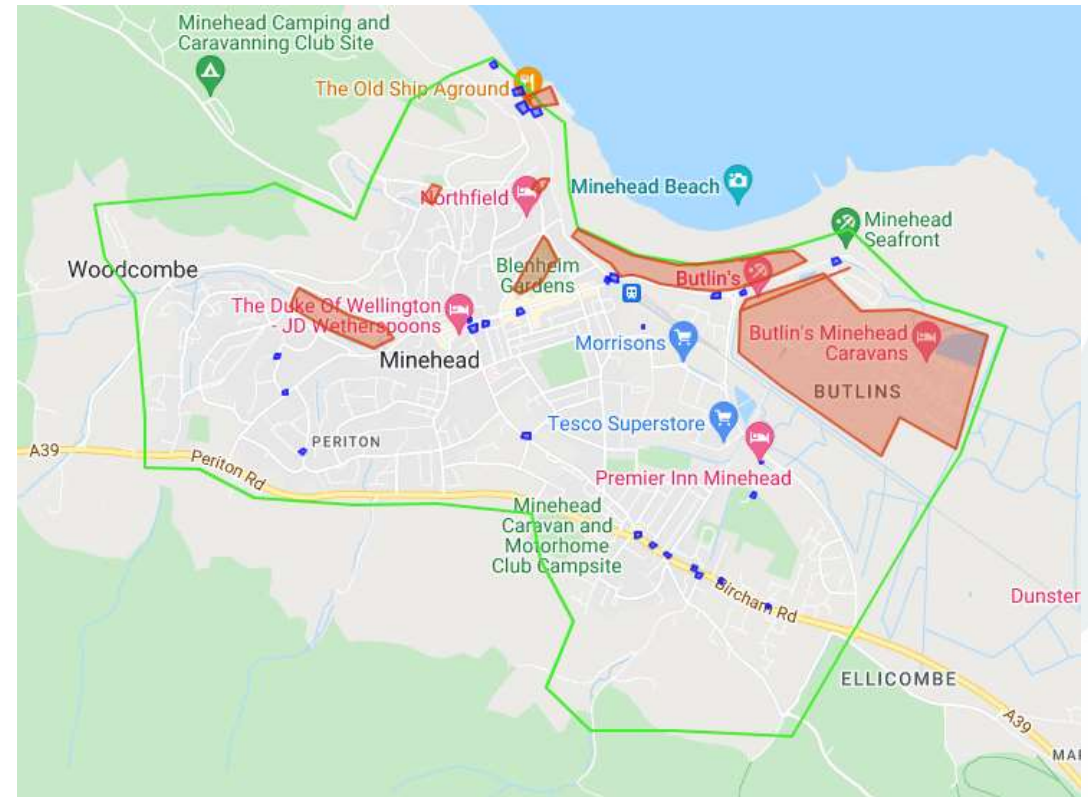 Minehead Camping and
Caravanning Club Site
The Old Ship Aground
Northfield
Minehead Beach
Minehead
Seafront
Woodcombe
Blenheim
Gardens
Butlin's
The Duke Of Wellington
- JD Wetherspoons
Minehead
Morrisons
Butlin's Minehead
Caravans
BUTLINS
Tesco Superstore
A39
PERITON
Periton Rd
Premier Inn Minehead
Minehead
Caravan and
Motorhome
Club Campsite
Bircham Rd
Dunster
ELLICOMBE
A39
MAR